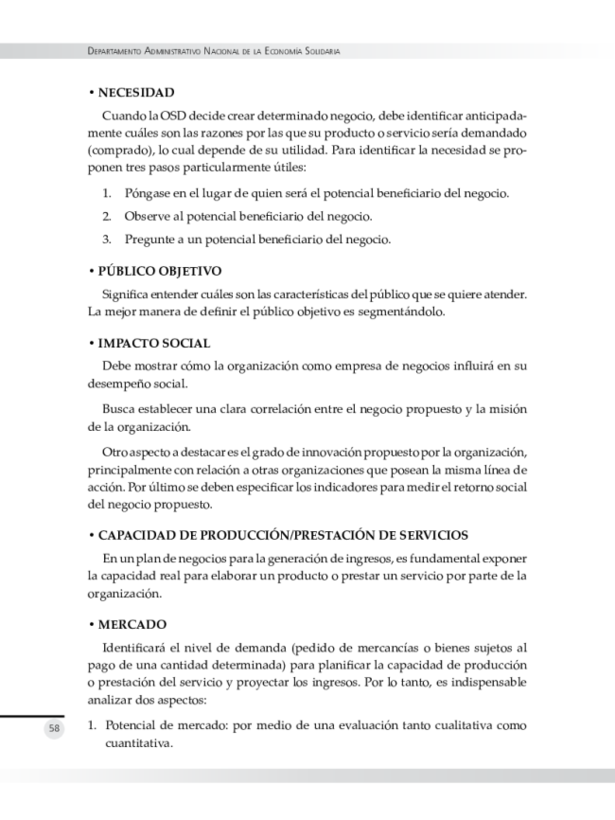 Departamento Administrativo Nacional de la Economía Solidaria
• NECESIDAD
Cuando la OSD decide crear determinado negocio, debe identificar anticipada-
mente cuáles son las razones por las que su producto o servicio sería demandado
(comprado), lo cual depende de su utilidad. Para identificar la necesidad se pro-
ponen tres pasos particularmente útiles:
1. Póngase en el lugar de quien será el potencial beneficiario del negocio.
2. Observe al potencial beneficiario del negocio.
3. Pregunte a un potencial beneficiario del negocio.
• PÚBLICO OBJETIVO
Significa entender cuáles son las características del público que se quiere atender.
La mejor manera de definir el público objetivo es segmentándolo.
• IMPACTO SOCIAL
Debe mostrar cómo la organización como empresa de negocios influirá en su
desempeño social.
Busca establecer una clara correlación entre el negocio propuesto y la misión
de la organización.
Otro aspecto a destacar es el grado de innovación propuesto por la organización,
principalmente con relación a otras organizaciones que posean la misma línea de
acción. Por último se deben especificar los indicadores para medir el retorno social
del negocio propuesto.
• CAPACIDAD DE PRODUCCIÓN/PRESTACIÓN DE SERVICIOS
En un plan de negocios para la generación de ingresos, es fundamental exponer
la capacidad real para elaborar un producto o prestar un servicio por parte de la
organización.
• MERCADO
Identificará el nivel de demanda (pedido de mercancías o bienes sujetos al
pago de una cantidad determinada) para planificar la capacidad de producción
o prestación del servicio y proyectar los ingresos. Por lo tanto, es indispensable
analizar dos aspectos:
1. Potencial de mercado: por medio de una evaluación tanto cualitativa como
cuantitativa.
58